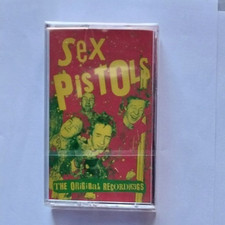 Sex
PISTOLS
THE ORIGINAL RECORDINGS